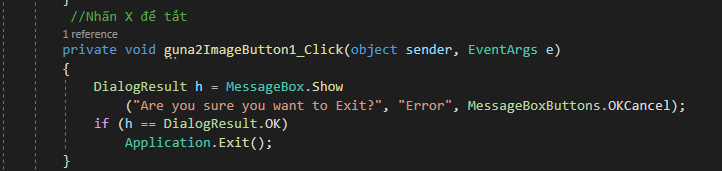 }
//Nhấn X để tắt
1 reference
private void guna2ImageButton1_Click(object sender, EventArgs e)
{
DialogResult h = MessageBox.Show
("Are you sure you want to Exit?", "Error", MessageBoxButtons.OKCancel);
if (h == DialogResult.OK)
Application.Exit();
}